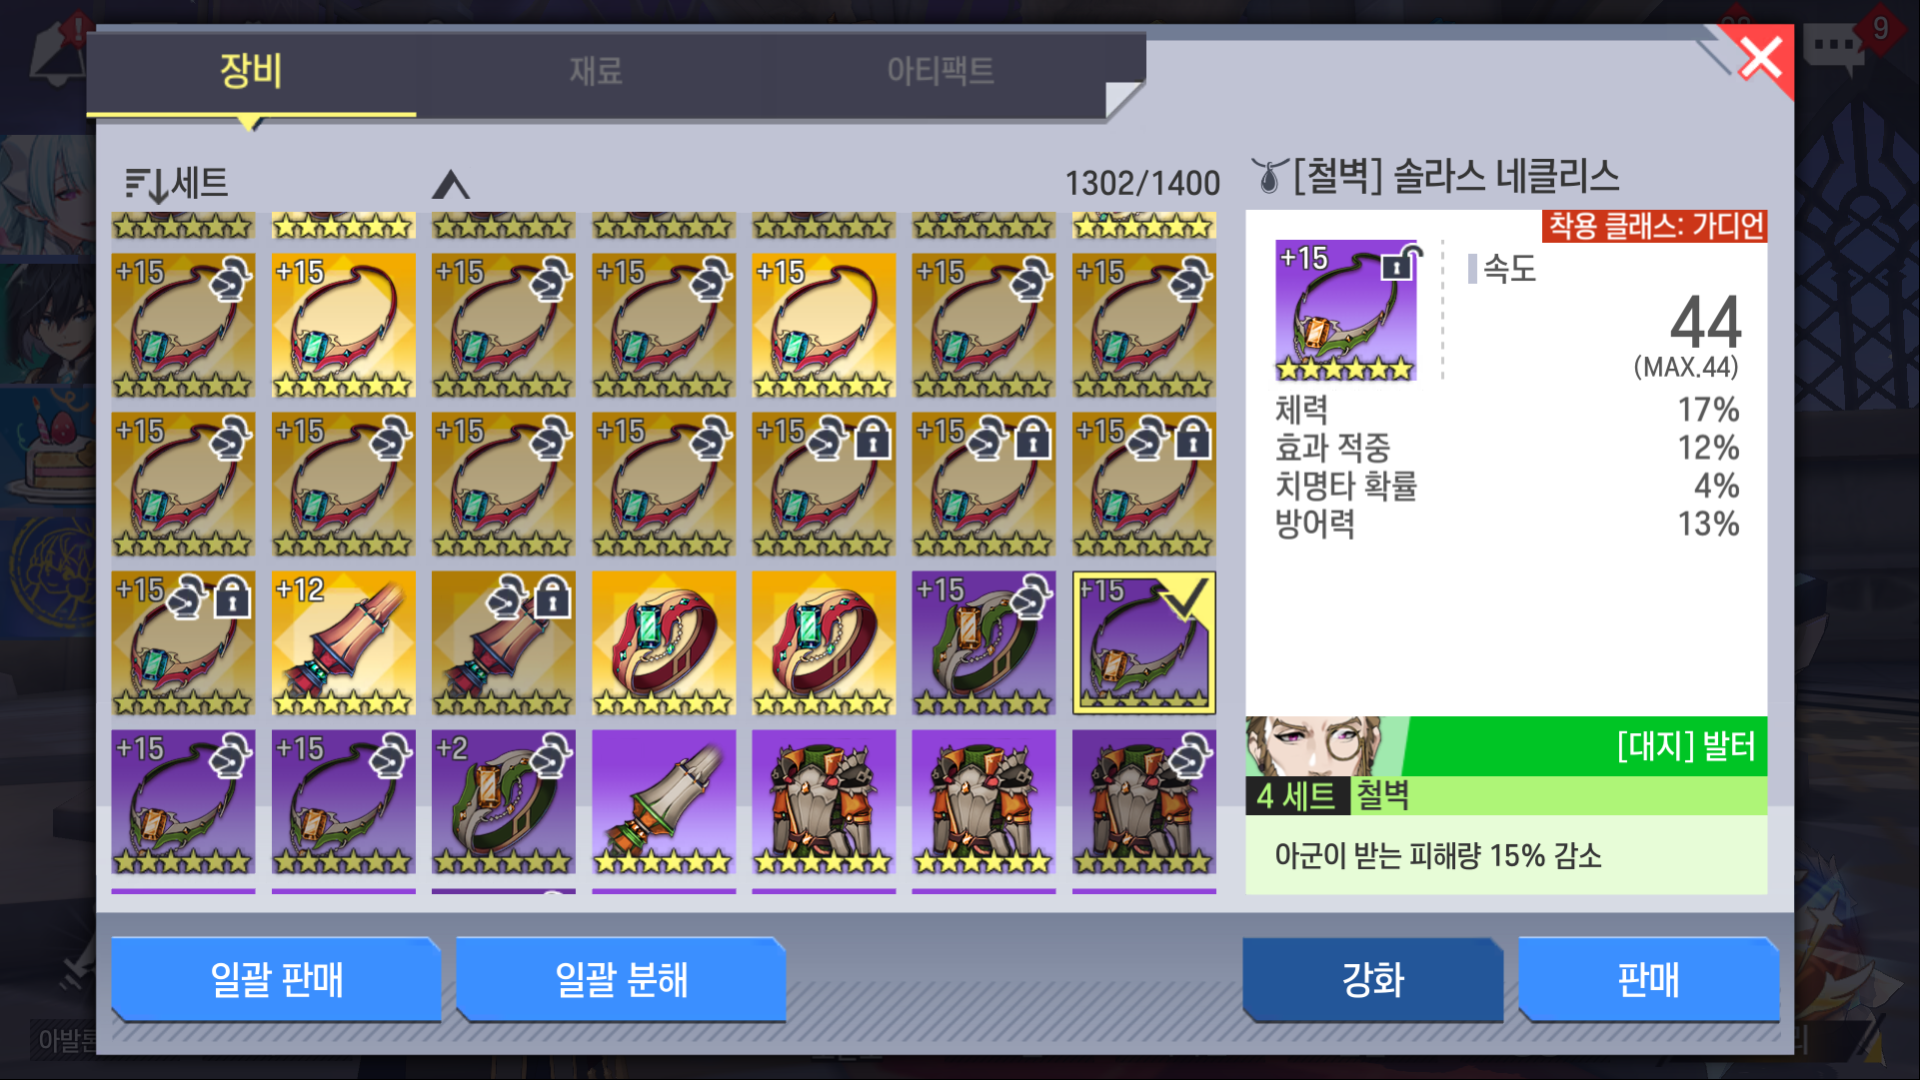 장비
재료
아티팩트
9
세트
1302/1400
[철벽] 솔라스 네클리스
착용 클래스: 가디언
+15
속도
44
(MAX.44)
체력 17%
효과 적중 12%
치명타 확률 4%
방어력 13%
+15 +15 +15 +15 +15 +15 +15
+15 +15 +15 +15 +15 +15 +15
+15 +12 +15 +15
+15 +15 +2
[대지] 발터
4 세트 철벽
아군이 받는 피해량 15% 감소
일괄 판매
일괄 분해
강화
판매
아발론